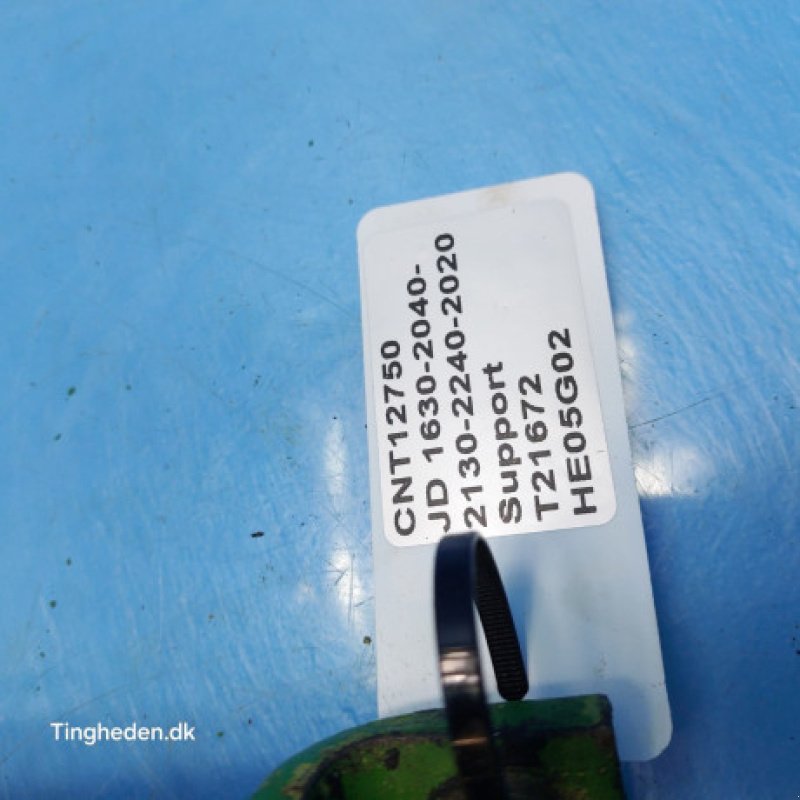 CNT12750
JD 1630-2040-
2130-2240-2020
Support
T21672
HE05G02
Tingheden.dk